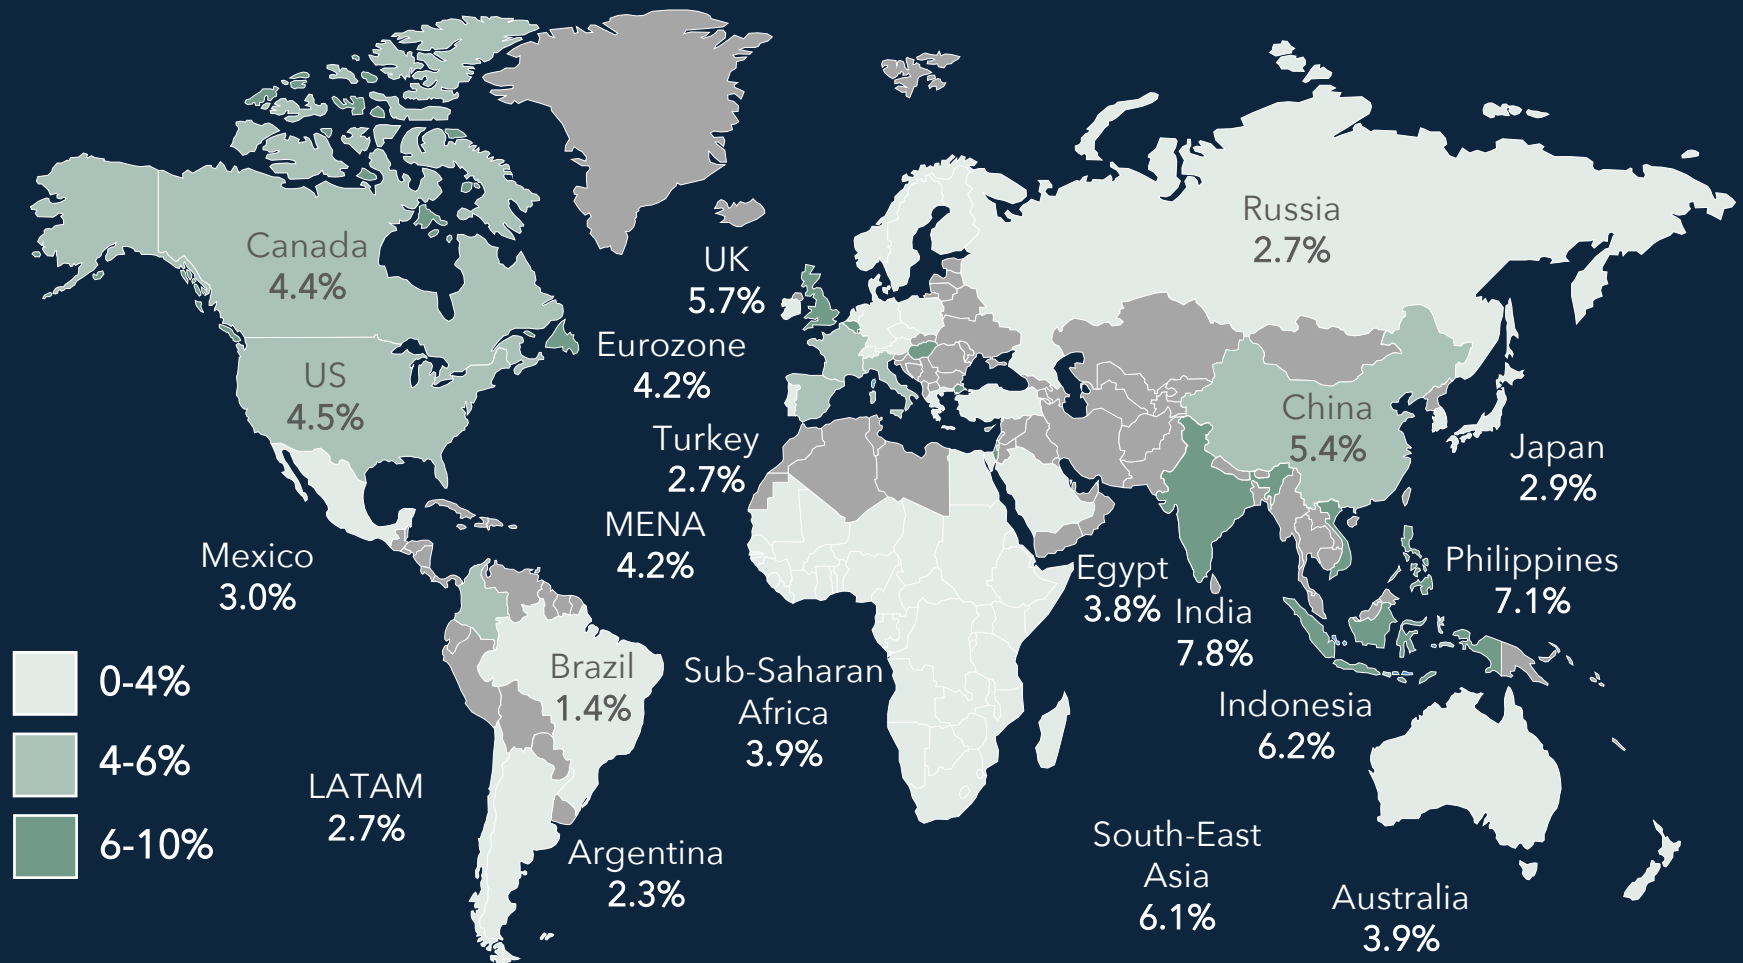 Canada
4.4%
US
4.5%
Mexico
3.0%
UK
5.7%
Eurozone
4.2%
Turkey
2.7%
MENA
4.2%
Russia
2.7%
China
5.4%
Japan
2.9%
Egypt
3.8%
India
7.8%
Philippines
7.1%
Indonesia
6.2%
Brazil
1.4%
Sub-Saharan
Africa
3.9%
LATAM
2.7%
Argentina
2.3%
South-East
Asia
6.1%
Australia
3.9%
0-4%
4-6%
6-10%